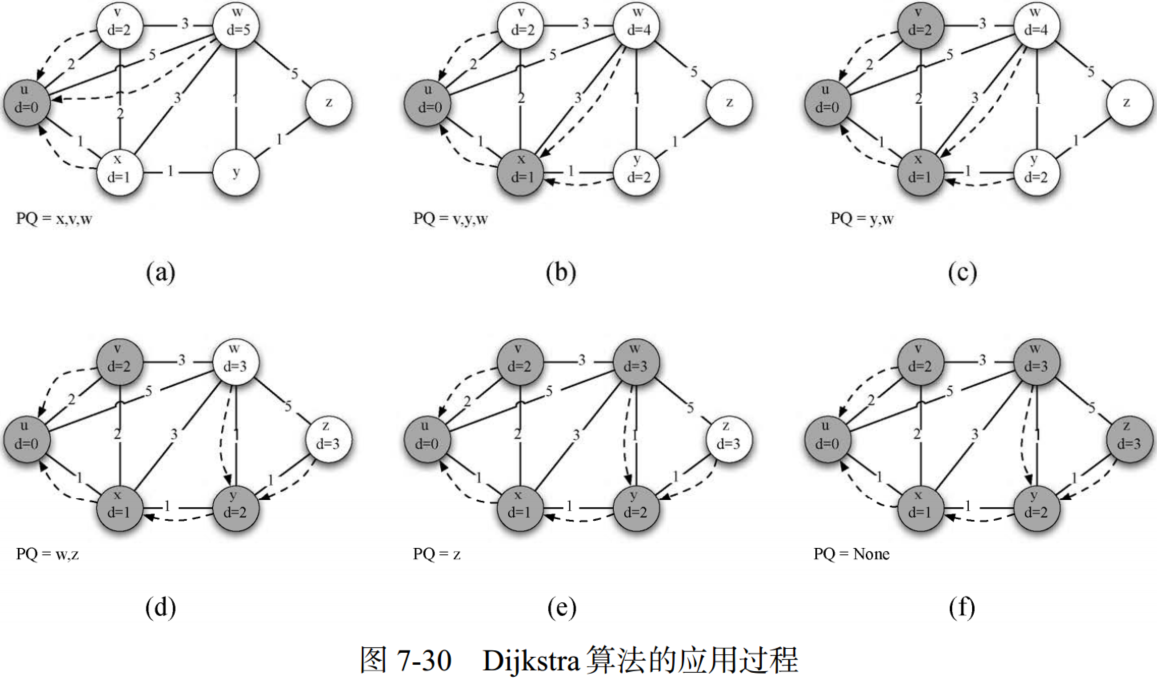 v
d=2
3
w
d=5
2
5
5
u
d=0
2
3
1
z
1
1
x
d=1
1
y
PQ = x,v,w
(a)
v
d=2
3
w
d=4
2
5
5
u
d=0
2
3
1
z
1
1
x
d=1
1
y
d=2
PQ = v,y,w
(b)
v
d=2
3
w
d=4
2
5
5
u
d=0
2
3
1
z
1
1
x
d=1
1
y
d=2
PQ = y,w
(c)
v
d=2
3
w
d=3
2
5
5
u
d=0
2
3
1
z
d=3
1
1
x
d=1
1
y
d=2
PQ = w,z
(d)
v
d=2
3
w
d=3
2
5
5
u
d=0
2
3
1
z
d=3
1
1
x
d=1
1
y
d=2
PQ = z
(e)
v
d=2
3
w
d=3
2
5
5
u
d=0
2
3
1
z
d=3
1
1
x
d=1
1
y
d=2
PQ = None
(f)
图 7-30 Dijkstra 算法的应用过程